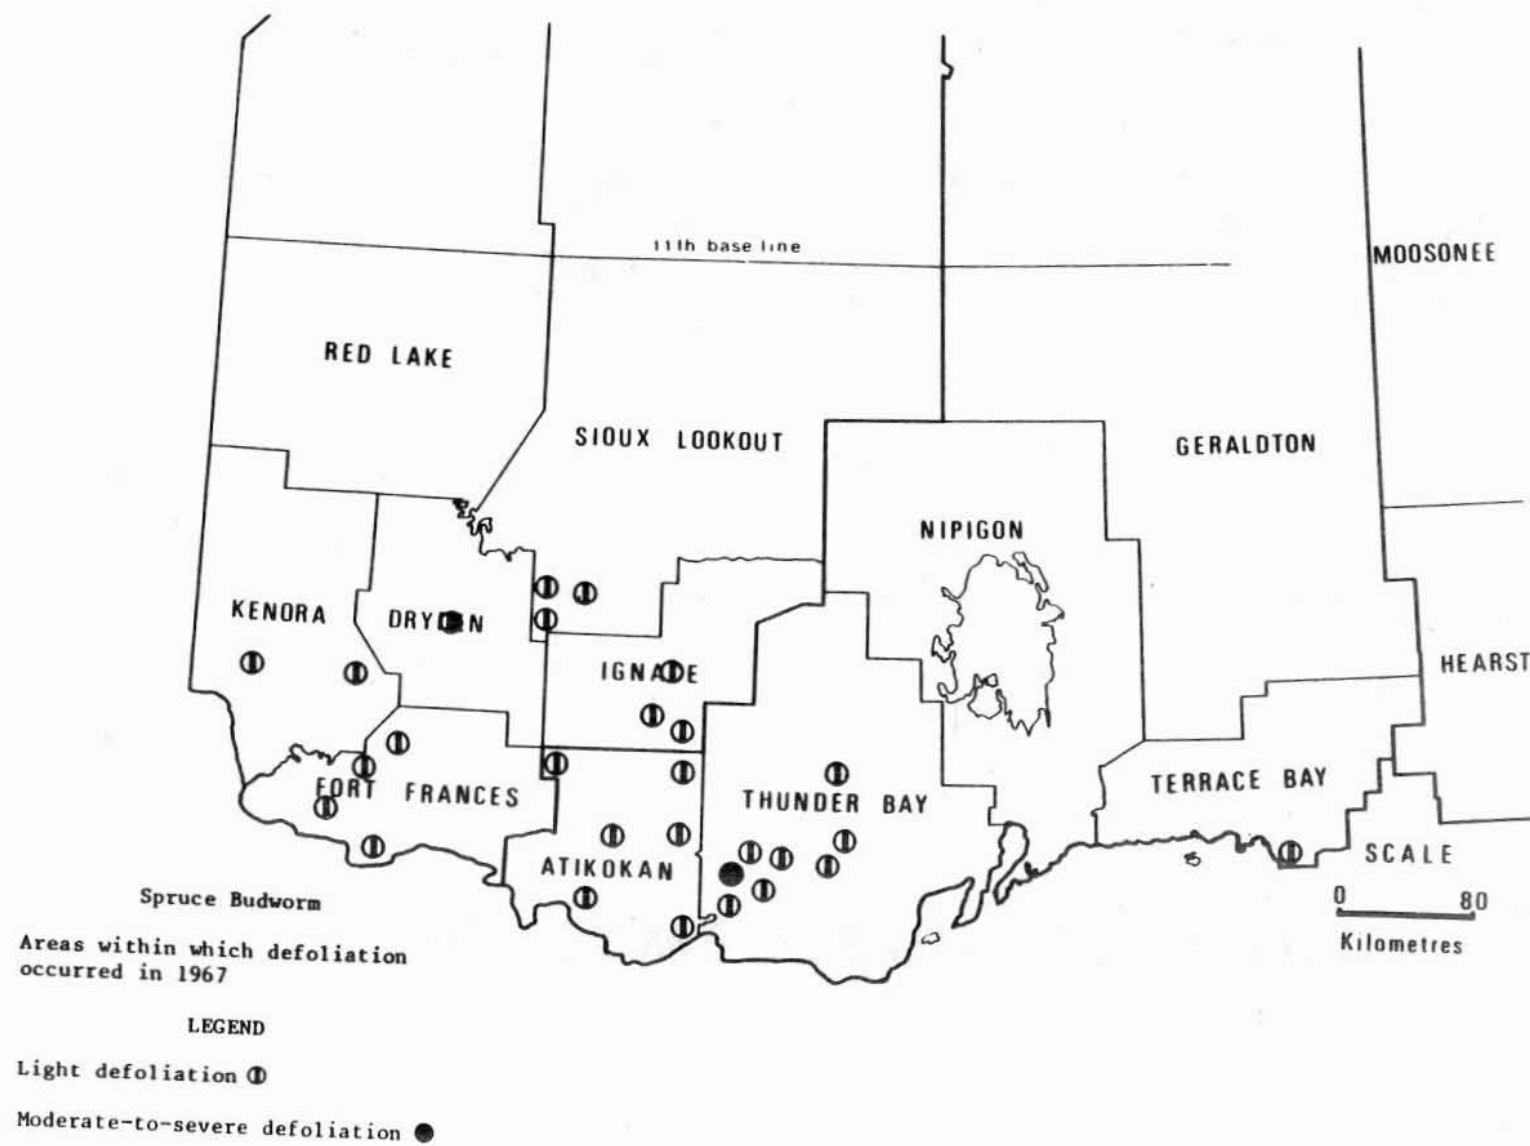 11th base line
MOOSONEE
RED LAKE
SIOUX LOOKOUT
GERALDTON
NIPIGON
KENORA
DRYDEN
HEARST
IGNACE
TERRACE BAY
FORT FRANCES
THUNDER BAY
ATIKOKAN
SCALE
0 80
Kilometres
Spruce Budworm
Areas within which defoliation
occurred in 1967
LEGEND
Light defoliation
Moderate-to-severe defoliation